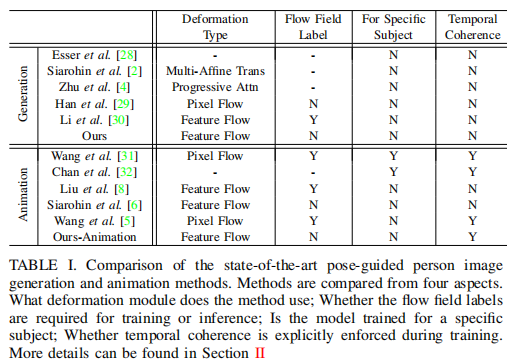 Deformation Type Flow Field Label For Specific Subject Temporal Coherence
Generation
Esser et al. [28] - - N N
Siarohin et al. [2] Multi-Affine Trans - N N
Zhu et al. [4] Progressive Attn - N N
Han et al. [29] Pixel Flow N N N
Li et al. [30] Feature Flow Y N N
Ours Feature Flow N N N
Animation
Wang et al. [31] Pixel Flow Y Y Y
Chan et al. [32] - - Y Y
Liu et al. [8] Feature Flow Y N N
Siarohin et al. [6] Feature Flow N N N
Wang et al. [5] Pixel Flow Y N Y
Ours-Animation Feature Flow N N Y
TABLE I. Comparison of the state-of-the-art pose-guided person image
generation and animation methods. Methods are compared from four aspects.
What deformation module does the method use; Whether the flow field labels
are required for training or inference; Is the model trained for a specific
subject; Whether temporal coherence is explicitly enforced during training.
More details can be found in Section II